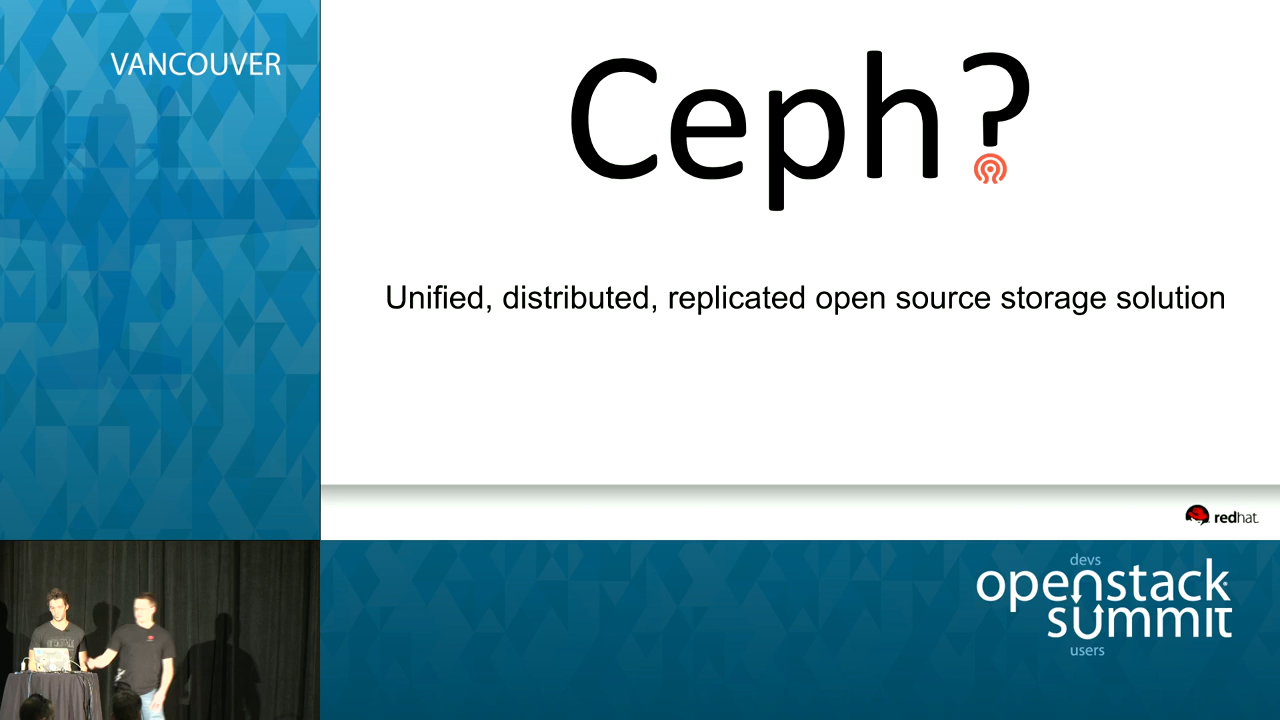 VANCOUVER
Ceph?
Unified, distributed, replicated open source storage solution
redhat.
devs
openstack
summit
users